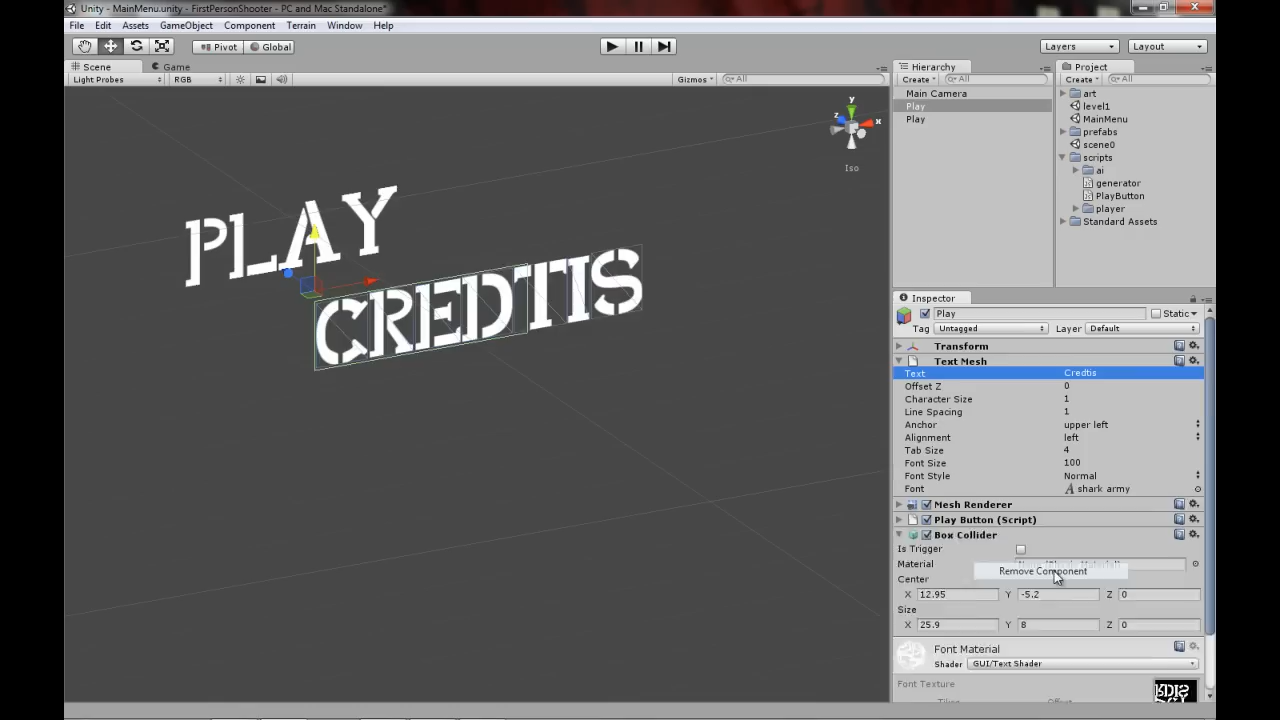 Unity - MainMenu.unity - FirstPersonShooter - PC and Mac Standalone*
File Edit Assets GameObject Component Terrain Window Help
Pivot Global Layers Layout
Scene Game Hierarchy Project
Light Probes RGB Gizmos All Create All Create All
Main Camera
Play
Play
art
level1
MainMenu
prefabs
scene0
scripts
ai
generator
PlayButton
player
Standard Assets
y
z
x
Iso
PLAY
CREDTIS
Inspector
Play Static
Tag Untagged Layer Default
Transform
Text Mesh
Text Credtis
Offset Z 0
Character Size 1
Line Spacing 1
Anchor upper left
Alignment left
Tab Size 4
Font Size 100
Font Style Normal
Font A shark army
Mesh Renderer
Play Button (Script)
Box Collider
Is Trigger
Material
Remove Component
Center
X 12.95 Y -5.2 Z 0
Size
X 25.9 Y 8 Z 0
Font Material
Shader GUI/Text Shader
Font Texture